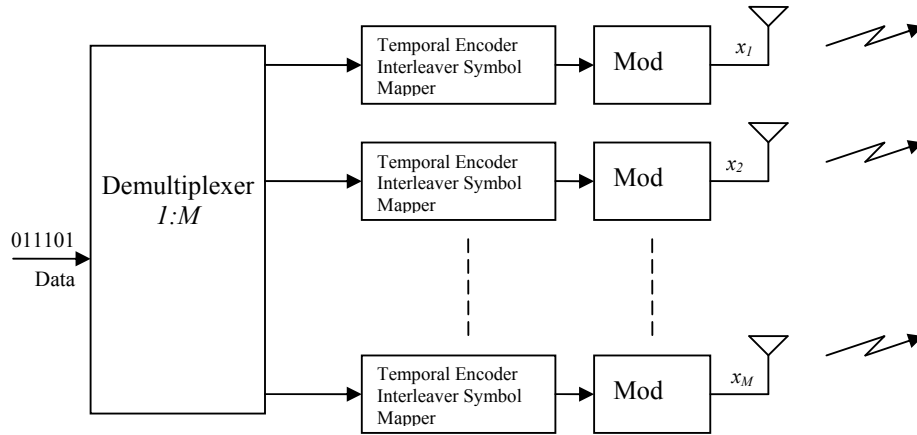 Temporal Encoder
Interleaver Symbol
Mapper
Mod
x1
Temporal Encoder
Interleaver Symbol
Mapper
Mod
x2
Demultiplexer
1:M
011101
Data
Temporal Encoder
Interleaver Symbol
Mapper
Mod
xM